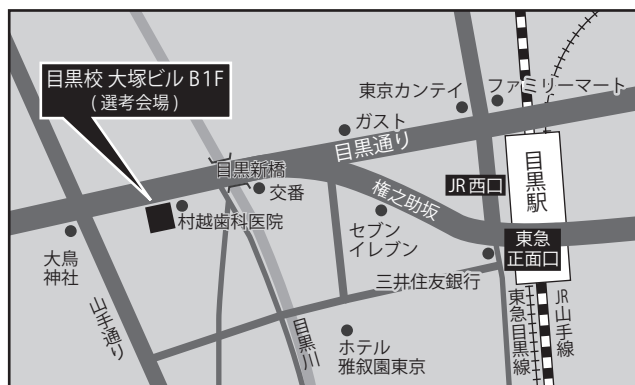 目黒校 大塚ビル B1F
( 選考会場 )
東京カンテイ
ファミリーマート
ガスト
目黒通り
目黒新橋
交番
権之助坂
JR 西口
目黒駅
村越歯科医院
セブン
イレブン
東急
正面口
大鳥
神社
三井住友銀行
山手通り
目黒川
ホテル
雅叙園東京
東急目黒線
JR
山手線